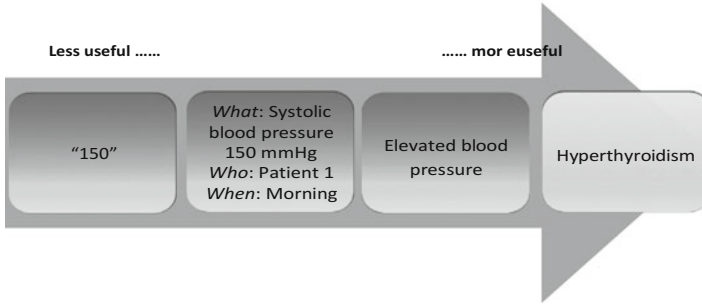 Less useful ......
...... mor euseful
“150”
What: Systolic
blood pressure
150 mmHg
Who: Patient 1
When: Morning
Elevated blood
pressure
Hyperthyroidism